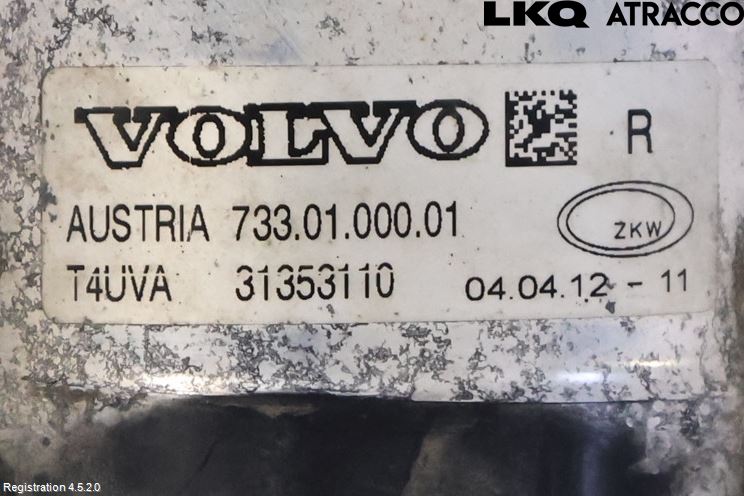 LKQ ATRACCO
VOLVO R
AUSTRIA 733.01.000.01 ZKW
T4UVA 31353110 04.04.12 - 11
Registration 4.5.2.0